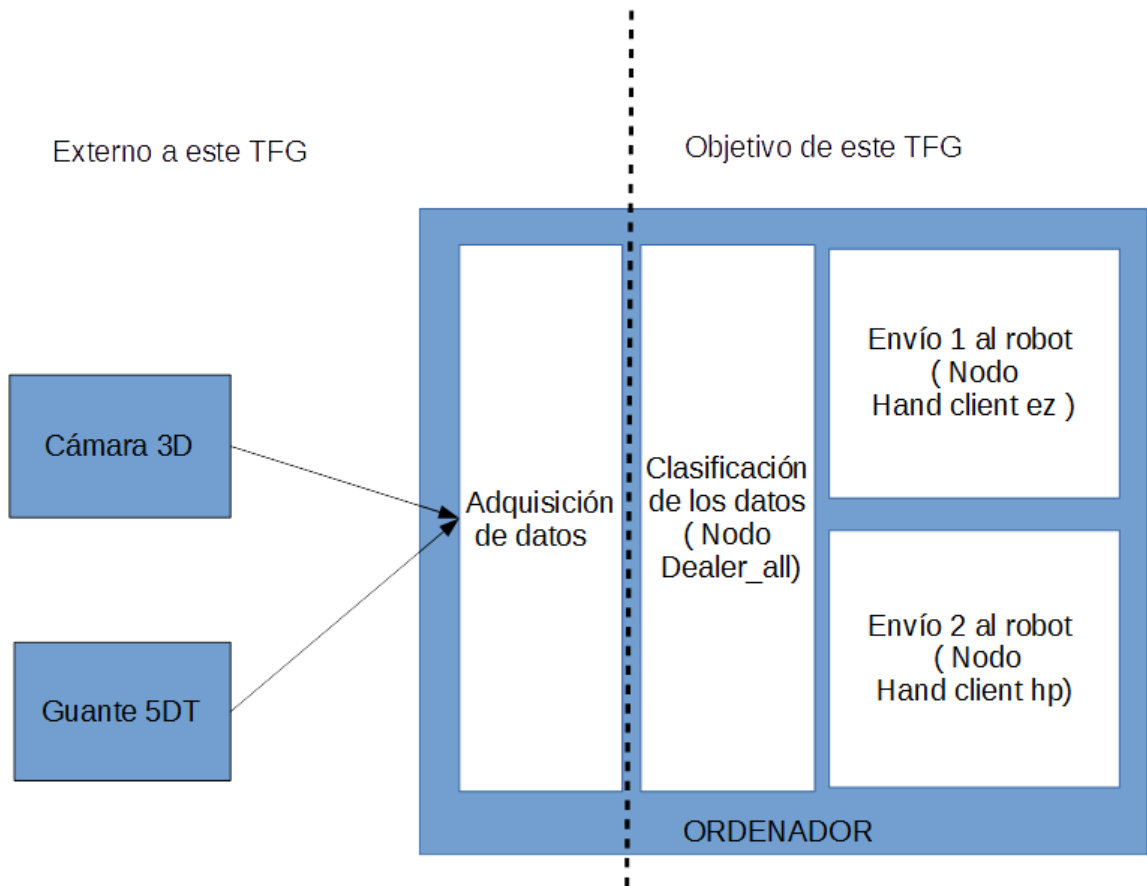 Externo a este TFG
Objetivo de este TFG
Cámara 3D
Guante 5DT
Adquisición
de datos
Clasificación
de los datos
( Nodo
Dealer_all)
Envío 1 al robot
( Nodo
Hand client ez )
Envío 2 al robot
( Nodo
Hand client hp)
ORDENADOR